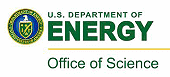 U.S. DEPARTMENT OF
ENERGY
Office of Science